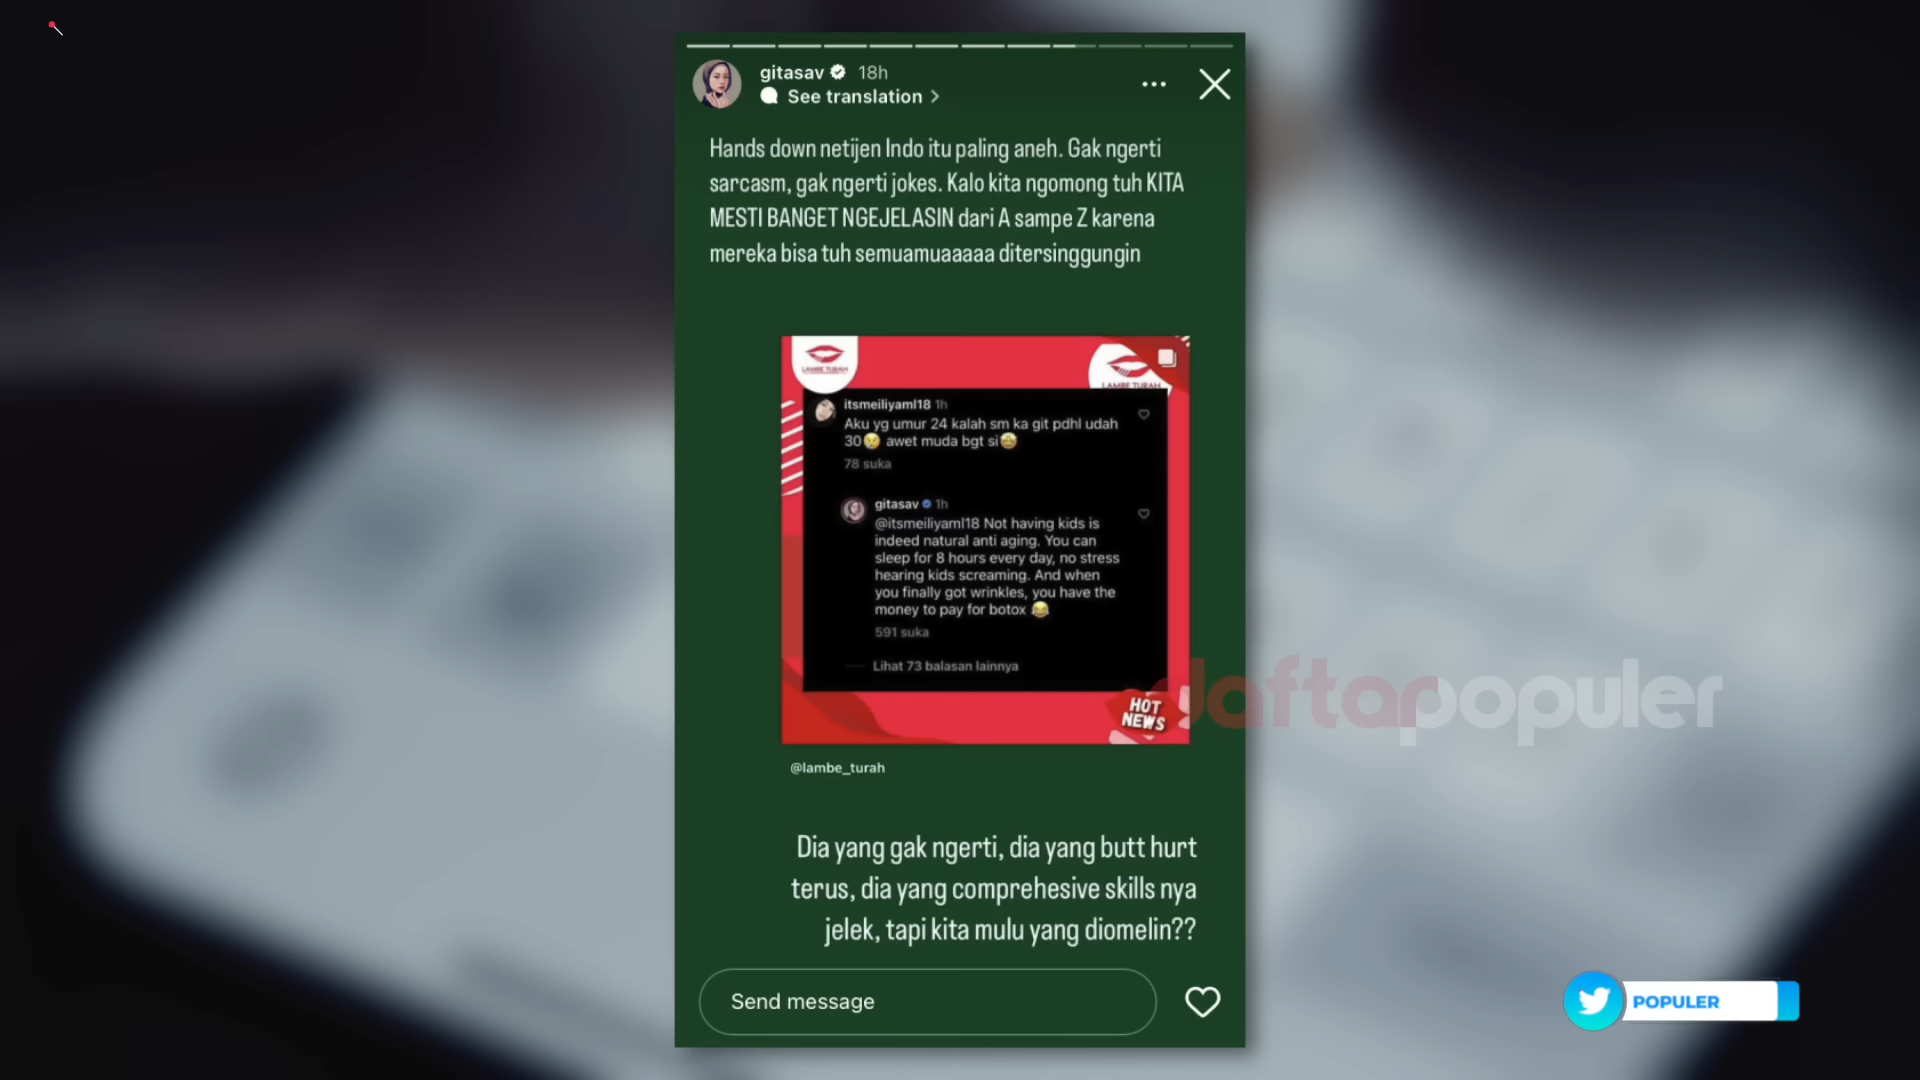 gitasav 18h
See translation
Hands down netijen Indo itu paling aneh. Gak ngerti
sarcasm, gak ngerti jokes. Kalo kita ngomong tuh KITA
MESTI BANGET NGEJELASIN dari A sampe Z karena
mereka bisa tuh semuamuaaaaa ditersinggungin
LAMBE TURAH
LAMBE TURAH
itsmeiliyaml18 1h
Aku yg umur 24 kalah sm ka git pdhl udah
30😢 awet muda bgt si🤩
78 suka
gitasav 1h
@itsmeiliyaml18 Not having kids is
indeed natural anti aging. You can
sleep for 8 hours every day, no stress
hearing kids screaming. And when
you finally got wrinkles, you have the
money to pay for botox 😂
591 suka
Lihat 73 balasan lainnya
HOT
NEWS
daftarpopuler
@lambe_turah
Dia yang gak ngerti, dia yang butt hurt
terus, dia yang comprehesive skills nya
jelek, tapi kita mulu yang diomelin??
Send message
POPULER